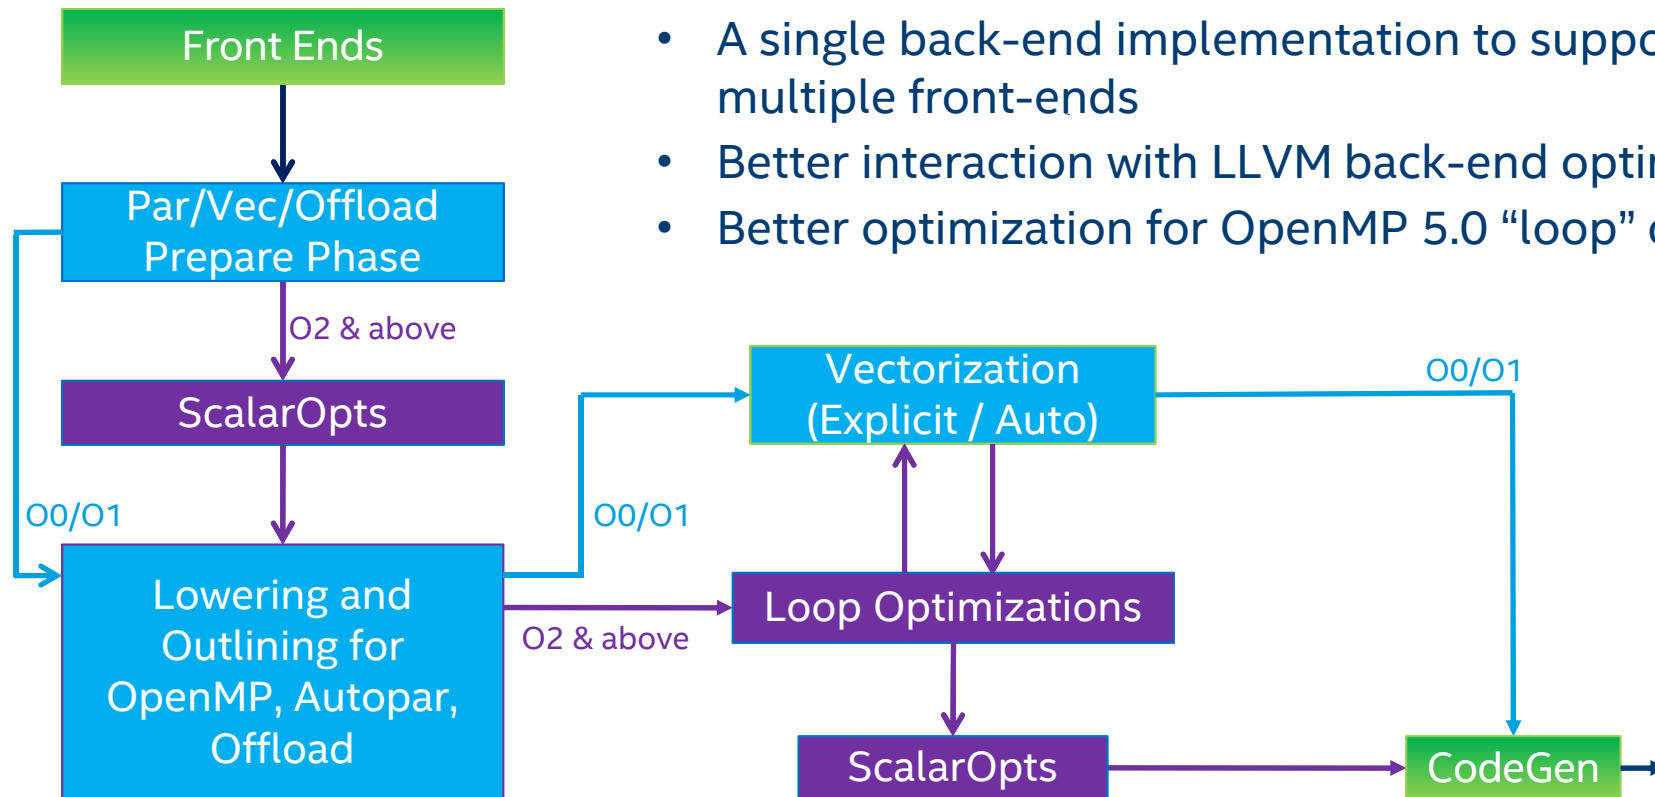 Front Ends
• A single back-end implementation to
multiple front-ends
• Better interaction with LLVM back-end
• Better optimization for OpenMP 5.0 “loop”
Par/Vec/Offload
Prepare Phase
O2 & above
ScalarOpts
O0/O1
Lowering and
Outlining for
OpenMP, Autopar,
Offload
O0/O1
O2 & above
Vectorization
(Explicit / Auto)
O0/O1
Loop Optimizations
ScalarOpts
CodeGen